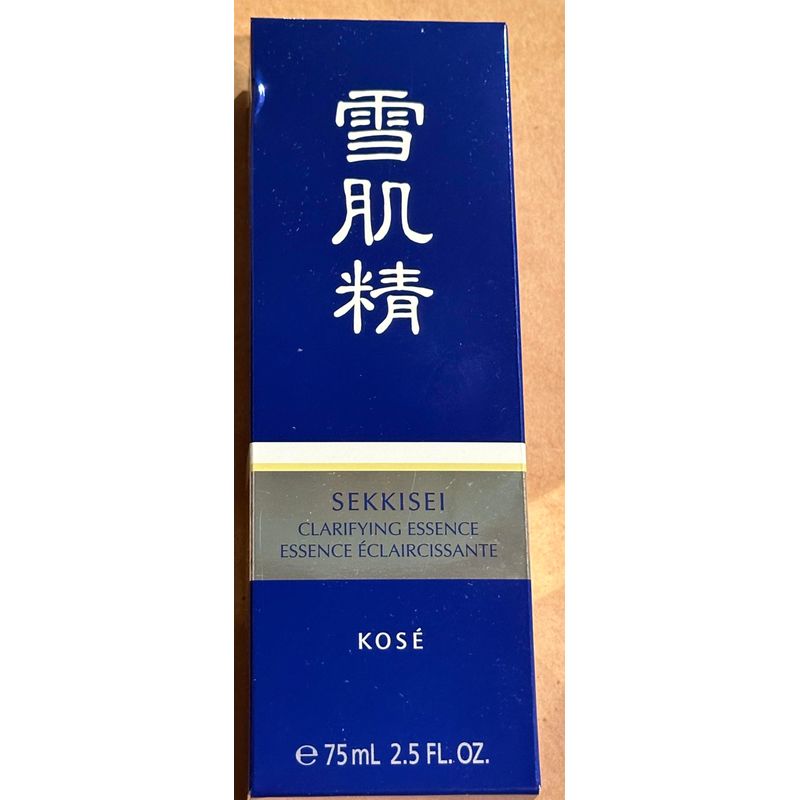 雪
肌
精
SEKKISEI
CLARIFYING ESSENCE
ESSENCE ÉCLAIRCISSANTE
KOSÉ
℮ 75mL 2.5 FL. OZ.